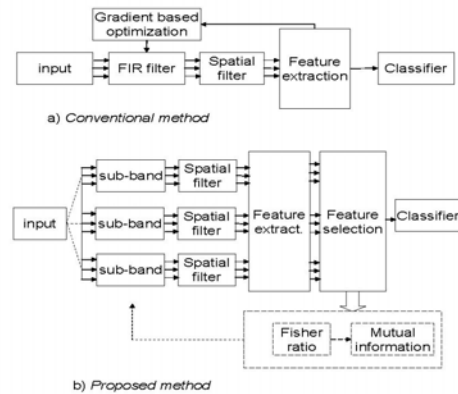 Gradient based
optimization
input
FIR filter
Spatial
filter
Feature
extraction
Classifier
a) Conventional method
input
sub-band
Spatial
filter
sub-band
Spatial
filter
sub-band
Spatial
filter
Feature
extract.
Feature
selection
Classifier
Fisher
ratio
Mutual
information
b) Proposed method